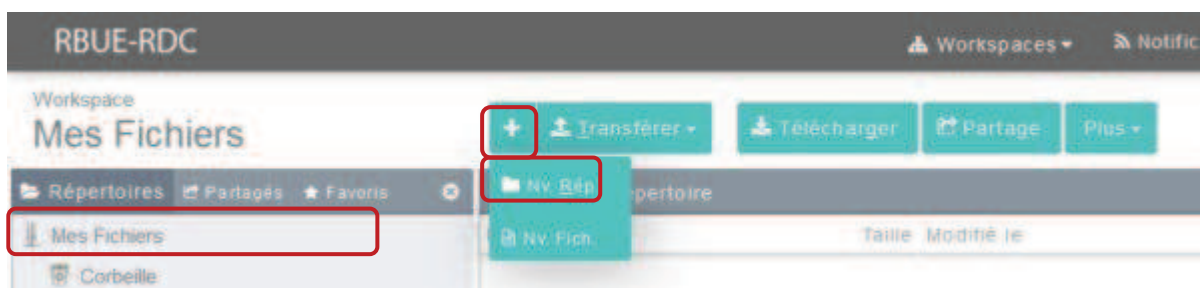 RBUE-RDC
Workspaces
Notific
Workspace
Mes Fichiers
+ Transférer
Télécharger
Partage
Plus
Répertoires Partagés Favoris
Nv. Rép
pertoire
Mes Fichiers
Nv. Fich.
Taille Modifié le
Corbeille